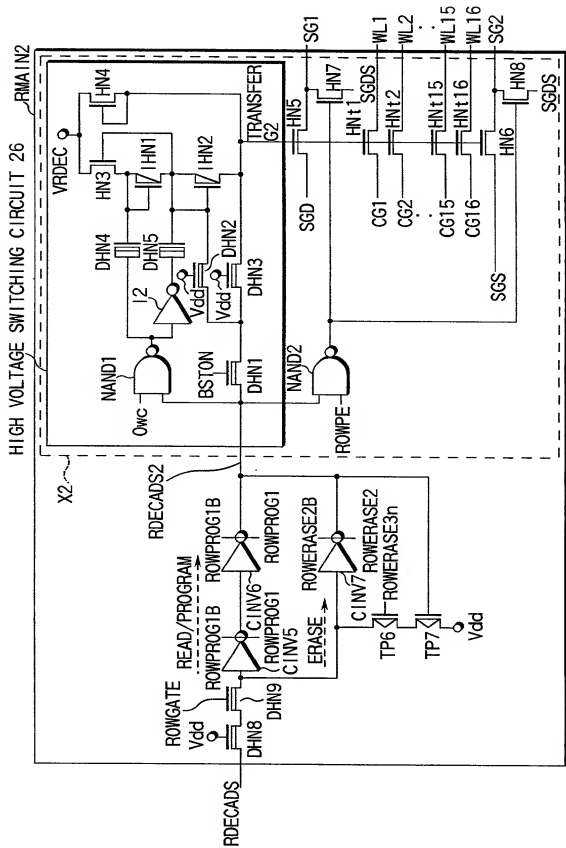 HIGH VOLTAGE SWITCHING CIRCUIT 26
RMAIN2
X2
VRDEC
HN4
HN3
IHN1
IHN2
DHN4
DHN5
I2
Vdd
DHN2
Vdd
DHN3
NAND1
Owc
BSTON
DHN1
TRANSFER
G2
NAND2
ROWPE
SG1
HN5
HN7
SGD
SGDS
HNt1
WL1
CG1
HNt2
WL2
CG2
:
:
HNt15
WL15
CG15
HNt16
WL16
CG16
HN6
SG2
SGS
HN8
SGDS
RDECADS2
READ/PROGRAM
ROWPROG1B
ROWPROG1
CINV6
ROWPROG1B
ROWPROG1
CINV5
ERASE
ROWERASE2B
ROWERASE2
CINV7
ROWERASE3n
TP6
TP7
Vdd
ROWGATE
DHN9
Vdd
DHN8
RDECADS